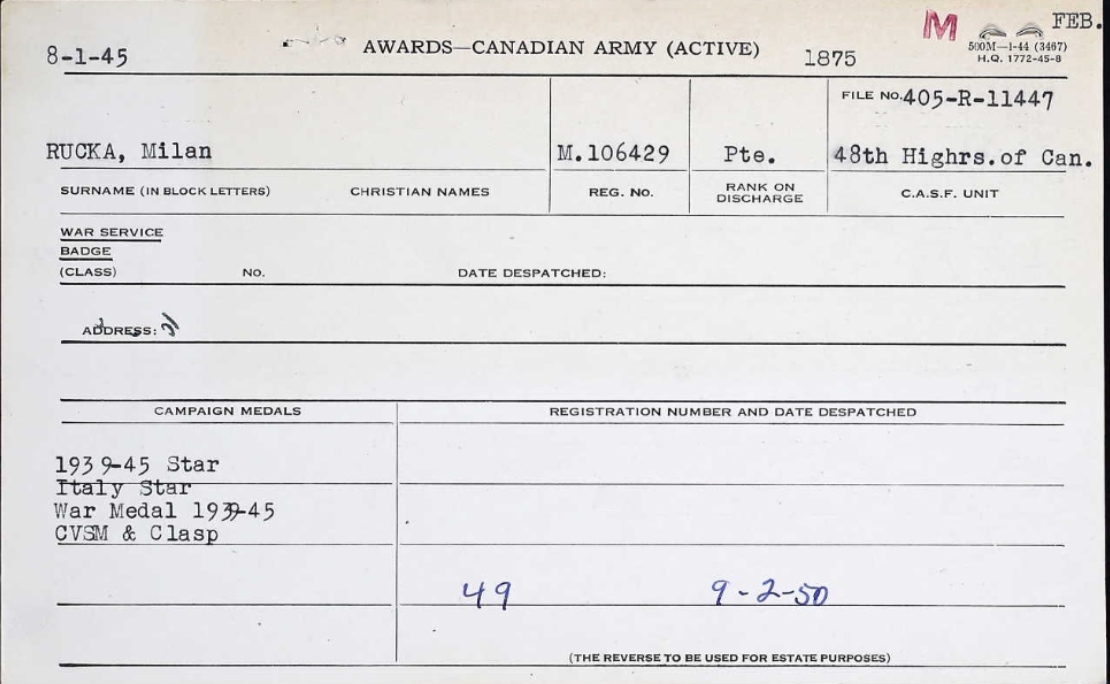 8-1-45 AWARDS—CANADIAN ARMY (ACTIVE) 1875 M FEB.
500M—1-44 (3467)
H.Q. 1772-45-8
FILE NO. 405-R-11447
RUCKA, Milan M.106429 Pte. 48th Highrs.of Can.
SURNAME (IN BLOCK LETTERS) CHRISTIAN NAMES REG. NO. RANK ON DISCHARGE C.A.S.F. UNIT
WAR SERVICE
BADGE
(CLASS) NO. DATE DESPATCHED:
ADDRESS:
CAMPAIGN MEDALS REGISTRATION NUMBER AND DATE DESPATCHED
1939-45 Star
Italy Star
War Medal 1939-45
CVSM & Clasp
49 9-2-50
(THE REVERSE TO BE USED FOR ESTATE PURPOSES)